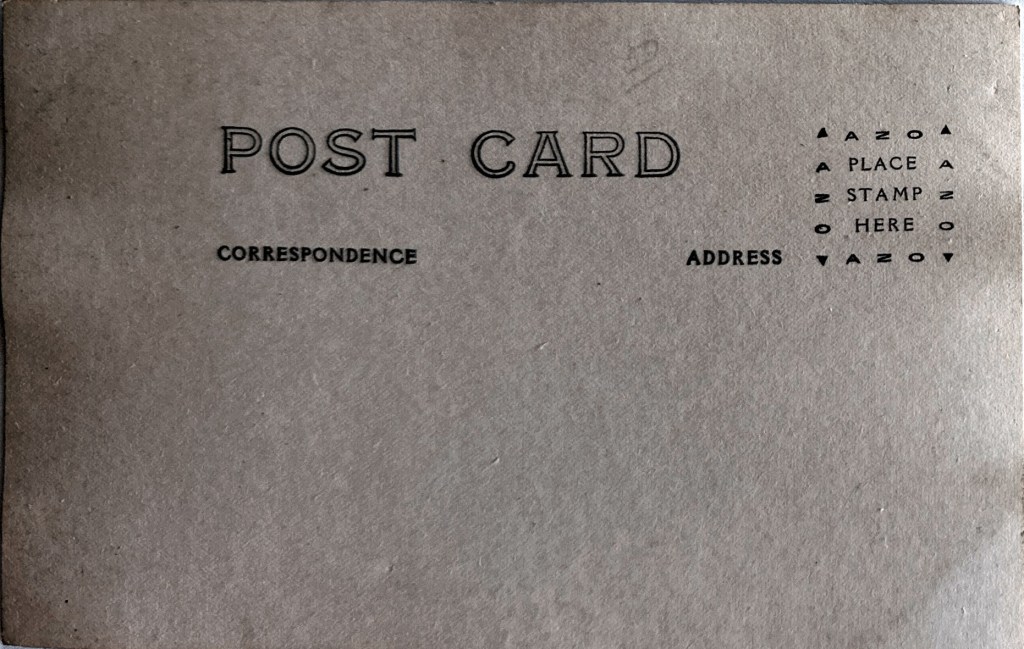 POST CARD
CORRESPONDENCE
ADDRESS
▲ AZO ▲
A PLACE A
Z STAMP Z
O HERE O
▼ AZO ▼